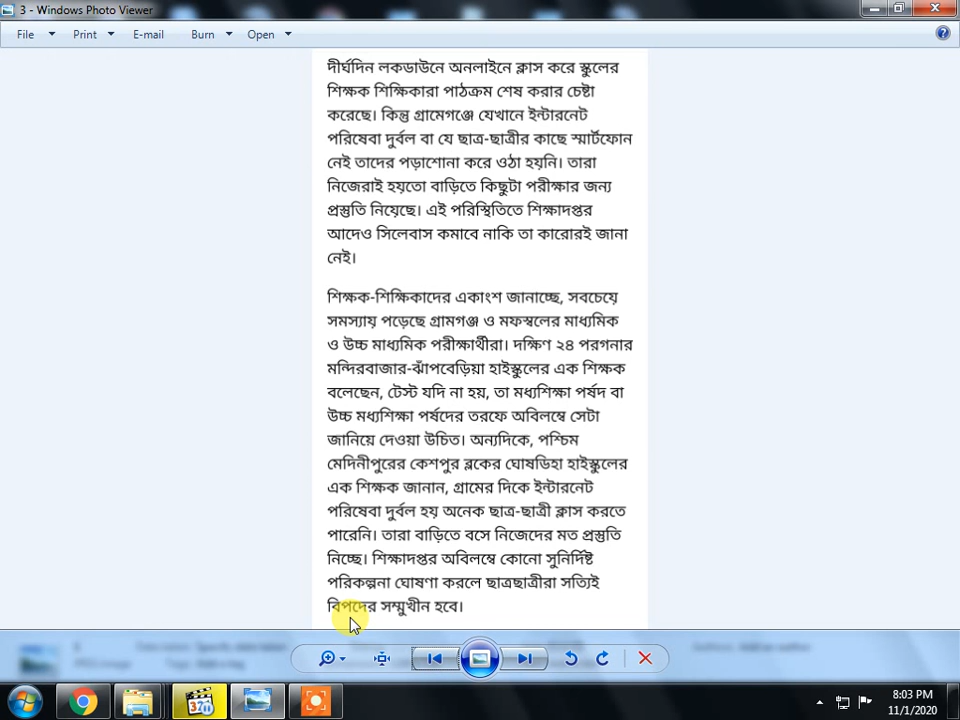 3 - Windows Photo Viewer
File Print E-mail Burn Open
দীর্ঘদিন লকডাউনে অনলাইনে ক্লাস করে স্কুলের
শিক্ষক শিক্ষিকারা পাঠক্রম শেষ করার চেষ্টা
করেছে। কিন্তু গ্রামেগঞ্জে যেখানে ইন্টারনেট
পরিষেবা দুর্বল বা যে ছাত্র-ছাত্রীর কাছে স্মার্টফোন
নেই তাদের পড়াশোনা করে ওঠা হয়নি। তারা
নিজেরাই হয়তো বাড়িতে কিছুটা পরীক্ষার জন্য
প্রস্তুতি নিয়েছে। এই পরিস্থিতিতে শিক্ষাদপ্তর
আদেও সিলেবাস কমাবে নাকি তা কারোরই জানা
নেই।
শিক্ষক-শিক্ষিকাদের একাংশ জানাচ্ছে, সবচেয়ে
সমস্যায় পড়েছে গ্রামগঞ্জ ও মফস্বলের মাধ্যমিক
ও উচ্চ মাধ্যমিক পরীক্ষার্থীরা। দক্ষিণ ২৪ পরগনার
মন্দিরবাজার-ঝাঁপবেড়িয়া হাইস্কুলের এক শিক্ষক
বলেছেন, টেস্ট যদি না হয়, তা মধ্যশিক্ষা পর্ষদ বা
উচ্চ মধ্যশিক্ষা পর্ষদের তরফে অবিলম্বে সেটা
জানিয়ে দেওয়া উচিত। অন্যদিকে, পশ্চিম
মেদিনীপুরের কেশপুর ব্লকের ঘোষডিহা হাইস্কুলের
এক শিক্ষক জানান, গ্রামের দিকে ইন্টারনেট
পরিষেবা দুর্বল হয় অনেক ছাত্র-ছাত্রী ক্লাস করতে
পারেনি। তারা বাড়িতে বসে নিজেদের মত প্রস্তুতি
নিচ্ছে। শিক্ষাদপ্তর অবিলম্বে কোনো সুনির্দিষ্ট
পরিকল্পনা ঘোষণা করলে ছাত্রছাত্রীরা সত্যিই
বিপদের সম্মুখীন হবে।
8:03 PM
11/1/2020